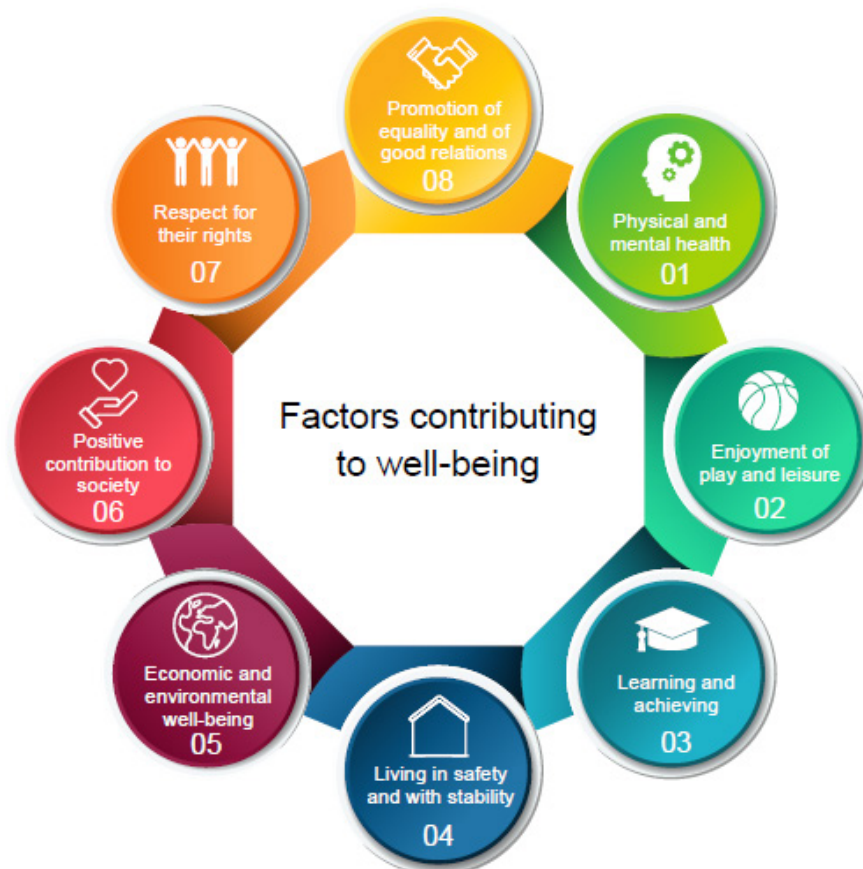 Factors contributing
to well-being
Physical and
mental health
01
Enjoyment of
play and leisure
02
Learning and
achieving
03
Living in safety
and with stability
04
Economic and
environmental
well-being
05
Positive
contribution to
society
06
Respect for
their rights
07
Promotion of
equality and of
good relations
08